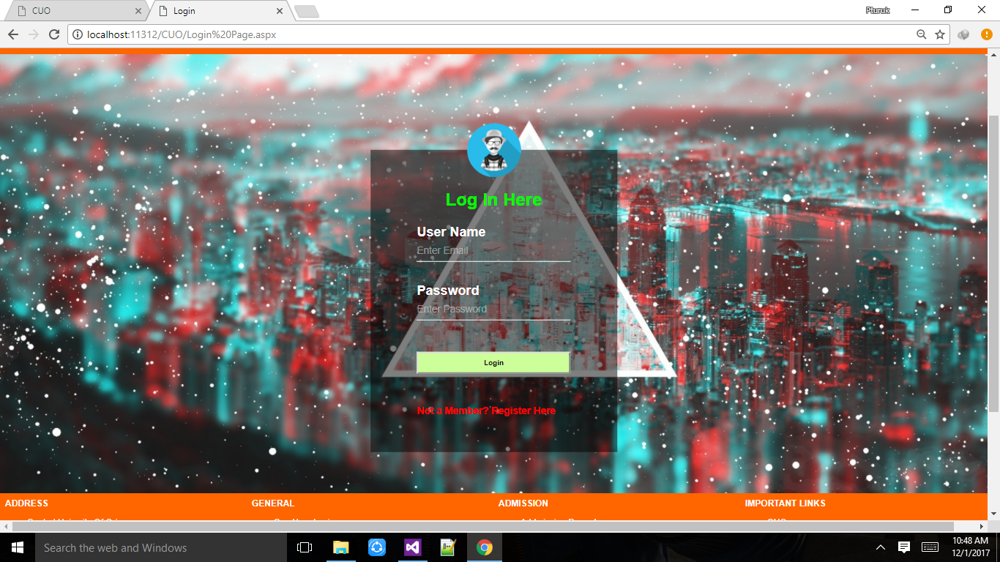 CUO
Login
Pturuk
localhost:11312/CUO/Login%20Page.aspx
Log In Here
User Name
Enter Email
Password
Enter Password
Login
Not a Member? Register Here
ADDRESS
GENERAL
ADMISSION
IMPORTANT LINKS
Search the web and Windows
10:48 AM
12/1/2017